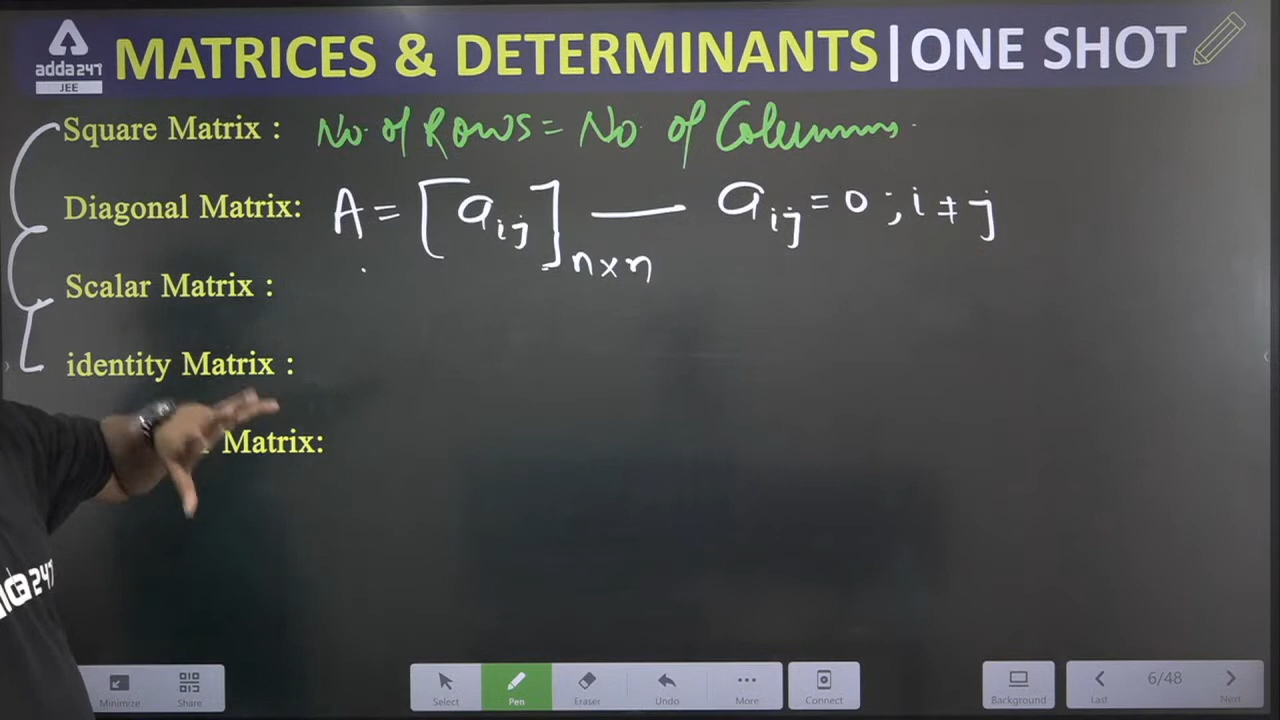 adda247
JEE
MATRICES & DETERMINANTS | ONE SHOT
Square Matrix : No. of Rows = No. of Columns.
Diagonal Matrix: A = [aij]n×n — aij = 0 ; i ≠ j
Scalar Matrix :
identity Matrix :
Matrix:
247
Minimize Share Select Pen Eraser Undo More Connect Background Last 6/48 Next